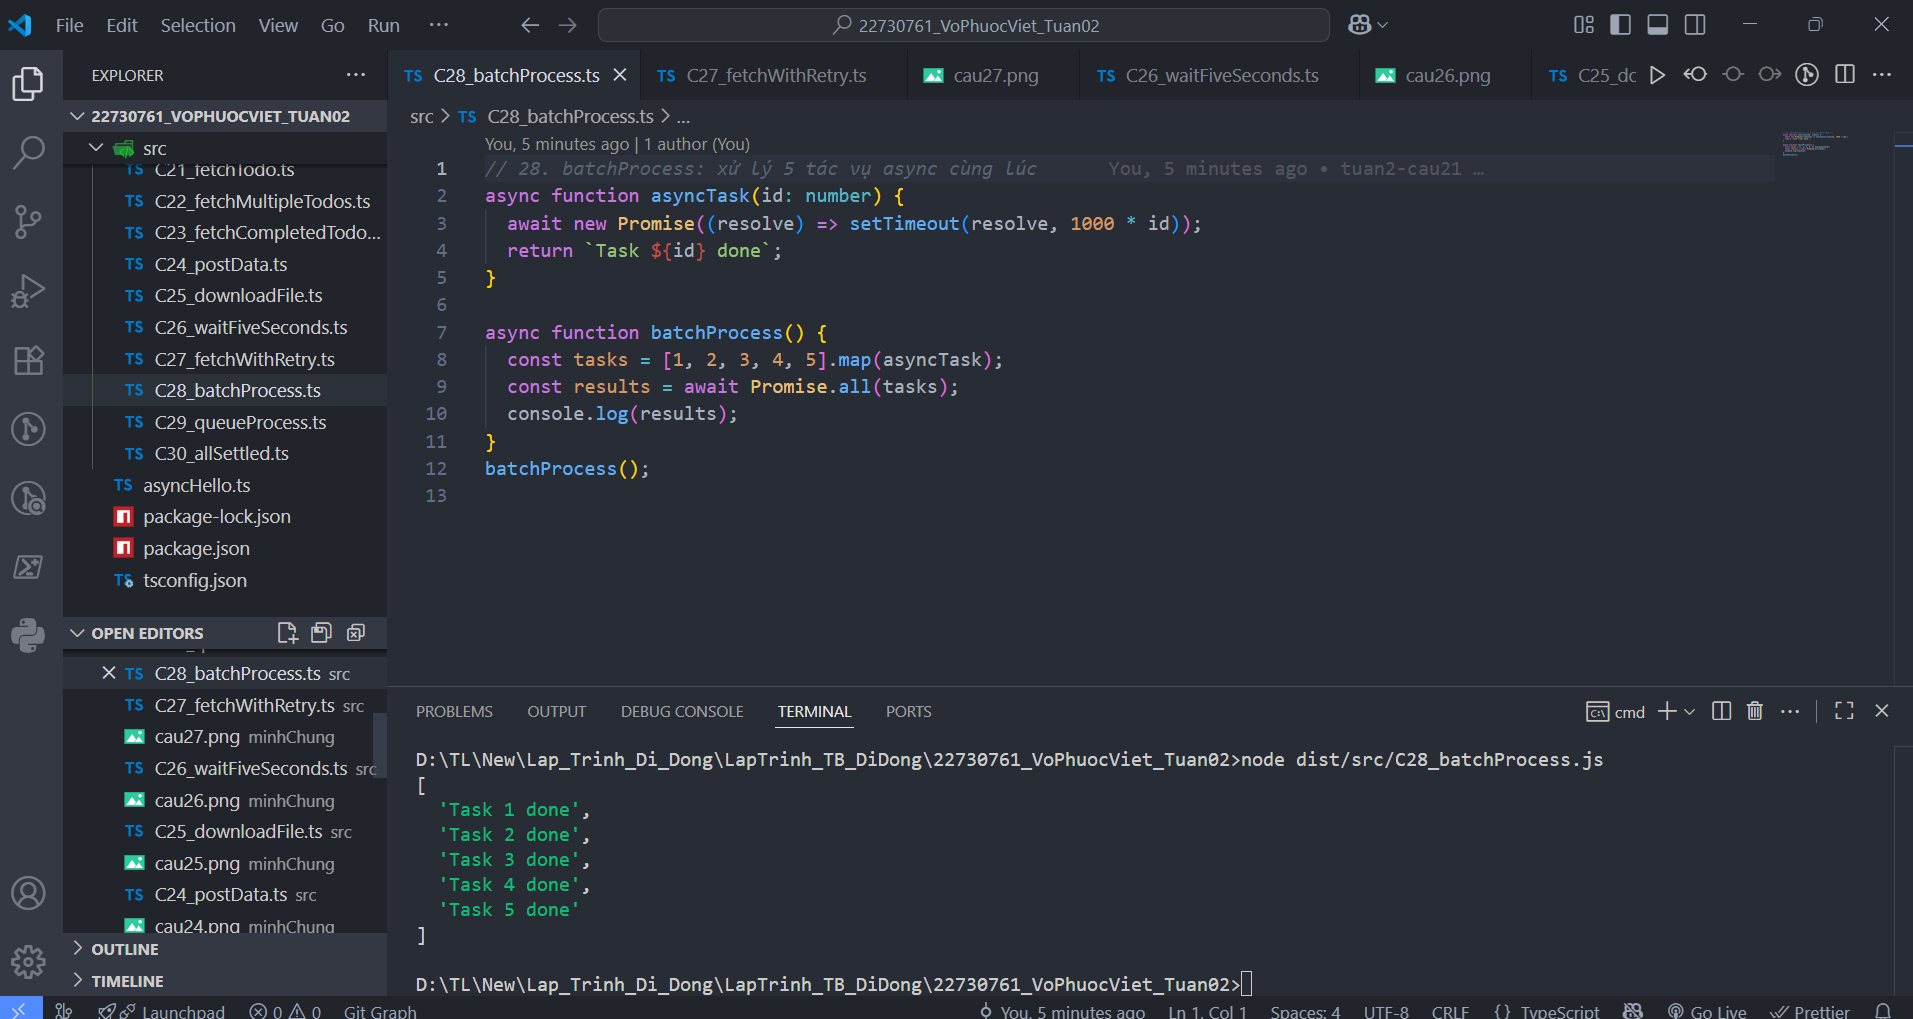 File Edit Selection View Go Run ··· 22730761_VoPhuocViet_Tuan02
EXPLORER ···
22730761_VOPHUOCVIET_TUAN02
src
TS C21_fetchTodo.ts
TS C22_fetchMultipleTodos.ts
TS C23_fetchCompletedTodo...
TS C24_postData.ts
TS C25_downloadFile.ts
TS C26_waitFiveSeconds.ts
TS C27_fetchWithRetry.ts
TS C28_batchProcess.ts
TS C29_queueProcess.ts
TS C30_allSettled.ts
TS asyncHello.ts
package-lock.json
package.json
TS tsconfig.json
OPEN EDITORS
TS C28_batchProcess.ts src
TS C27_fetchWithRetry.ts src
cau27.png minhChung
TS C26_waitFiveSeconds.ts src
cau26.png minhChung
TS C25_downloadFile.ts src
cau25.png minhChung
TS C24_postData.ts src
cau24.png minhChung
OUTLINE
TIMELINE
TS C28_batchProcess.ts TS C27_fetchWithRetry.ts cau27.png TS C26_waitFiveSeconds.ts cau26.png TS C25_dc
src > TS C28_batchProcess.ts > ...
You, 5 minutes ago | 1 author (You)
1 // 28. batchProcess: xử lý 5 tác vụ async cùng lúc You, 5 minutes ago • tuan2-cau21 …
2 async function asyncTask(id: number) {
3 await new Promise((resolve) => setTimeout(resolve, 1000 * id));
4 return `Task ${id} done`;
5 }
6
7 async function batchProcess() {
8 const tasks = [1, 2, 3, 4, 5].map(asyncTask);
9 const results = await Promise.all(tasks);
10 console.log(results);
11 }
12 batchProcess();
13
PROBLEMS OUTPUT DEBUG CONSOLE TERMINAL PORTS cmd
D:\TL\New\Lap_Trinh_Di_Dong\LapTrinh_TB_DiDong\22730761_VoPhuocViet_Tuan02>node dist/src/C28_batchProcess.js
[
'Task 1 done',
'Task 2 done',
'Task 3 done',
'Task 4 done',
'Task 5 done'
]
D:\TL\New\Lap_Trinh_Di_Dong\LapTrinh_TB_DiDong\22730761_VoPhuocViet_Tuan02>
Launchpad 0 0 Git Graph You, 5 minutes ago Ln 1, Col 1 Spaces: 4 UTF-8 CRLF {} TypeScript Go Live Prettier